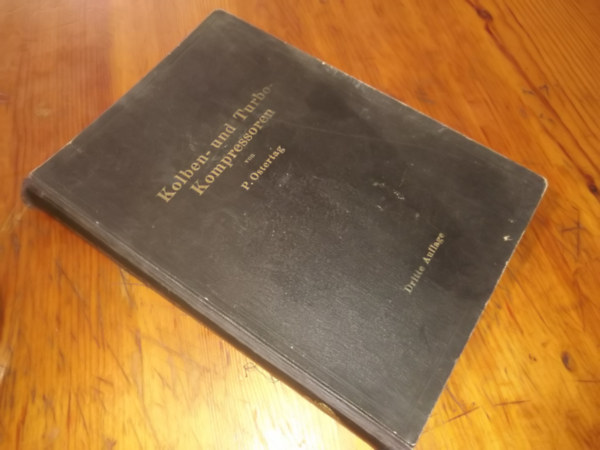 Kolben- und Turbo-
Kompressoren
von
P. Ostertag
Dritte Auflage